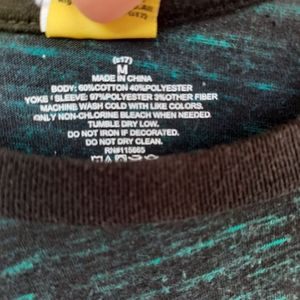 (s17)
M
MADE IN CHINA
BODY: 60%COTTON 40%POLYESTER
YOKE / SLEEVE: 97%POLYESTER 3%OTHER FIBER
MACHINE WASH COLD WITH LIKE COLORS.
ONLY NON-CHLORINE BLEACH WHEN NEEDED.
TUMBLE DRY LOW.
DO NOT IRON IF DECORATED.
DO NOT DRY CLEAN.
RN#115665